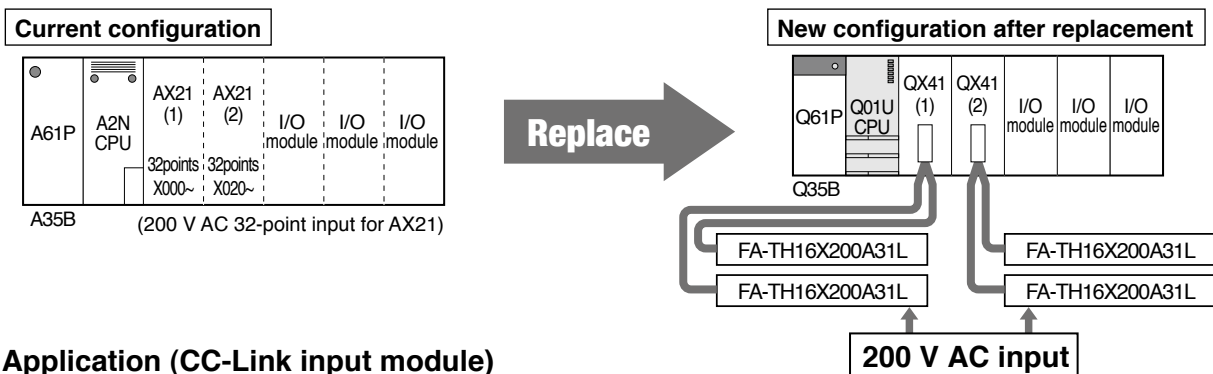 Current configuration
A61P
A2N
CPU
AX21
(1)
32points
X000~
AX21
(2)
32points
X020~
I/O
module
I/O
module
I/O
module
A35B
(200 V AC 32-point input for AX21)
Replace
New configuration after replacement
Q61P
Q01U
CPU
QX41
(1)
QX41
(2)
I/O
module
I/O
module
I/O
module
Q35B
FA-TH16X200A31L
FA-TH16X200A31L
FA-TH16X200A31L
FA-TH16X200A31L
200 V AC input
Application (CC-Link input module)